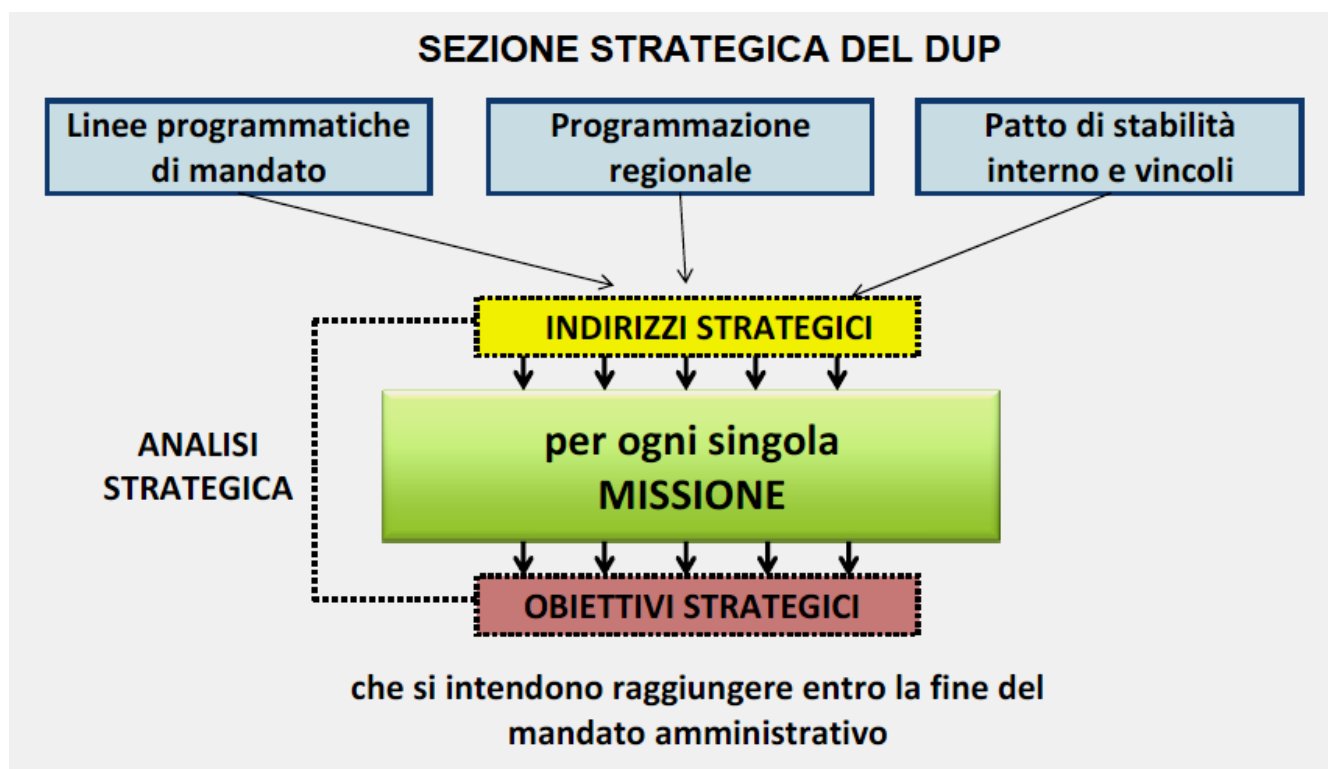 SEZIONE STRATEGICA DEL DUP
Linee programmatiche
di mandato
Programmazione
regionale
Patto di stabilità
interno e vincoli
INDIRIZZI STRATEGICI
per ogni singola
MISSIONE
ANALISI
STRATEGICA
OBIETTIVI STRATEGICI
che si intendono raggiungere entro la fine del
mandato amministrativo